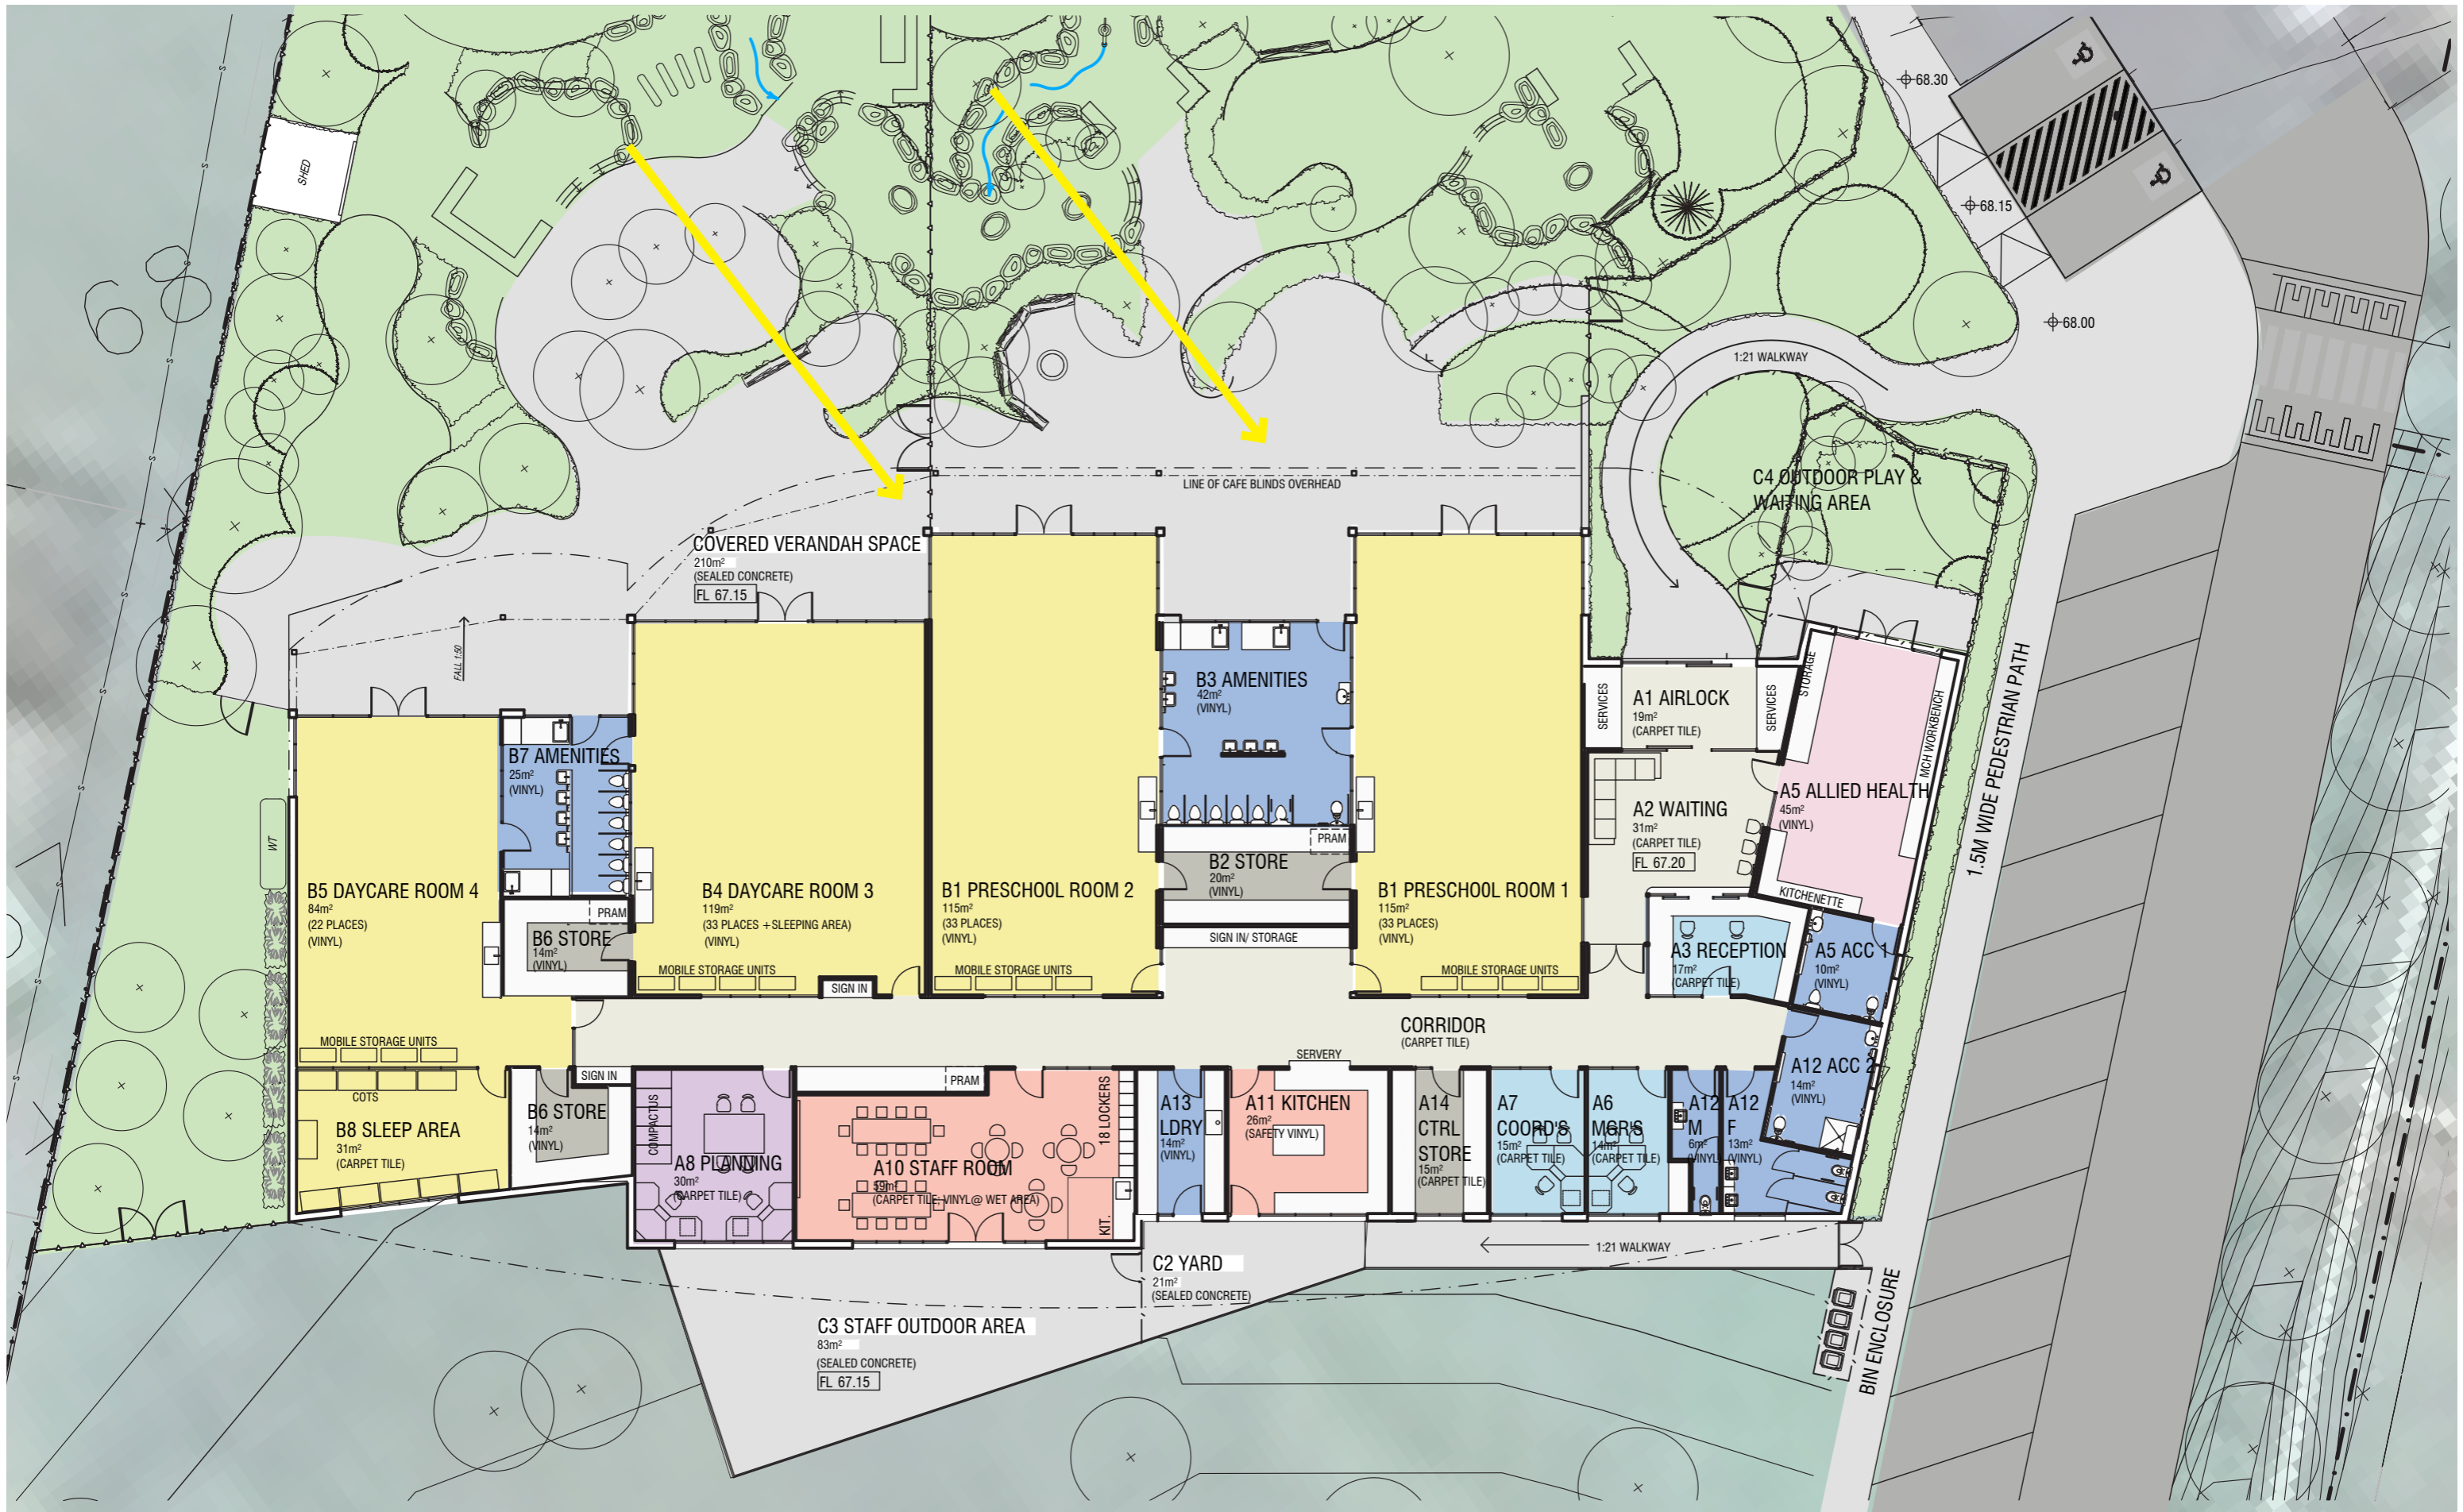 68.30
SHED
68.15
68.00
1:21 WALKWAY
C4 OUTDOOR PLAY &
WAITING AREA
LINE OF CAFE BLINDS OVERHEAD
COVERED VERANDAH SPACE
210m²
(SEALED CONCRETE)
FL 67.15
FALL 1:50
1.5M WIDE PEDESTRIAN PATH
STORAGE
MCH WORKBENCH
SERVICES
A1 AIRLOCK
19m²
(CARPET TILE)
SERVICES
B3 AMENITIES
42m²
(VINYL)
B7 AMENITIES
25m²
(VINYL)
A5 ALLIED HEALTH
45m²
(VINYL)
A2 WAITING
31m²
(CARPET TILE)
FL 67.20
WT
PRAM
B2 STORE
20m²
(VINYL)
KITCHENETTE
B5 DAYCARE ROOM 4
84m²
(22 PLACES)
(VINYL)
PRAM
B6 STORE
14m²
(VINYL)
B4 DAYCARE ROOM 3
119m²
(33 PLACES +SLEEPING AREA)
(VINYL)
B1 PRESCHOOL ROOM 2
115m²
(33 PLACES)
(VINYL)
SIGN IN/ STORAGE
B1 PRESCHOOL ROOM 1
115m²
(33 PLACES)
(VINYL)
A3 RECEPTION
17m²
(CARPET TILE)
A5 ACC 1
10m²
(VINYL)
MOBILE STORAGE UNITS
SIGN IN
MOBILE STORAGE UNITS
MOBILE STORAGE UNITS
CORRIDOR
(CARPET TILE)
MOBILE STORAGE UNITS
SERVERY
A12 ACC 2
14m²
(VINYL)
SIGN IN
PRAM
COTS
B8 SLEEP AREA
31m²
(CARPET TILE)
B6 STORE
14m²
(VINYL)
COMPACTUS
A8 PLANNING
30m²
(CARPET TILE)
A10 STAFF ROOM
59m²
(CARPET TILE, VINYL@ WET AREA)
18 LOCKERS
KIT.
A13
LDRY
14m²
(VINYL)
A11 KITCHEN
26m²
(SAFETY VINYL)
A14
CTRL
STORE
15m²
(CARPET TILE)
A7
COORD'S
15m²
(CARPET TILE)
A6
MGR'S
14m²
(CARPET TILE)
A12
M
6m²
(VINYL)
A12
F
13m²
(VINYL)
1:21 WALKWAY
C2 YARD
21m²
(SEALED CONCRETE)
C3 STAFF OUTDOOR AREA
83m²
(SEALED CONCRETE)
FL 67.15
BIN ENCLOSURE
S
S
S
S
S
S
S
S
S